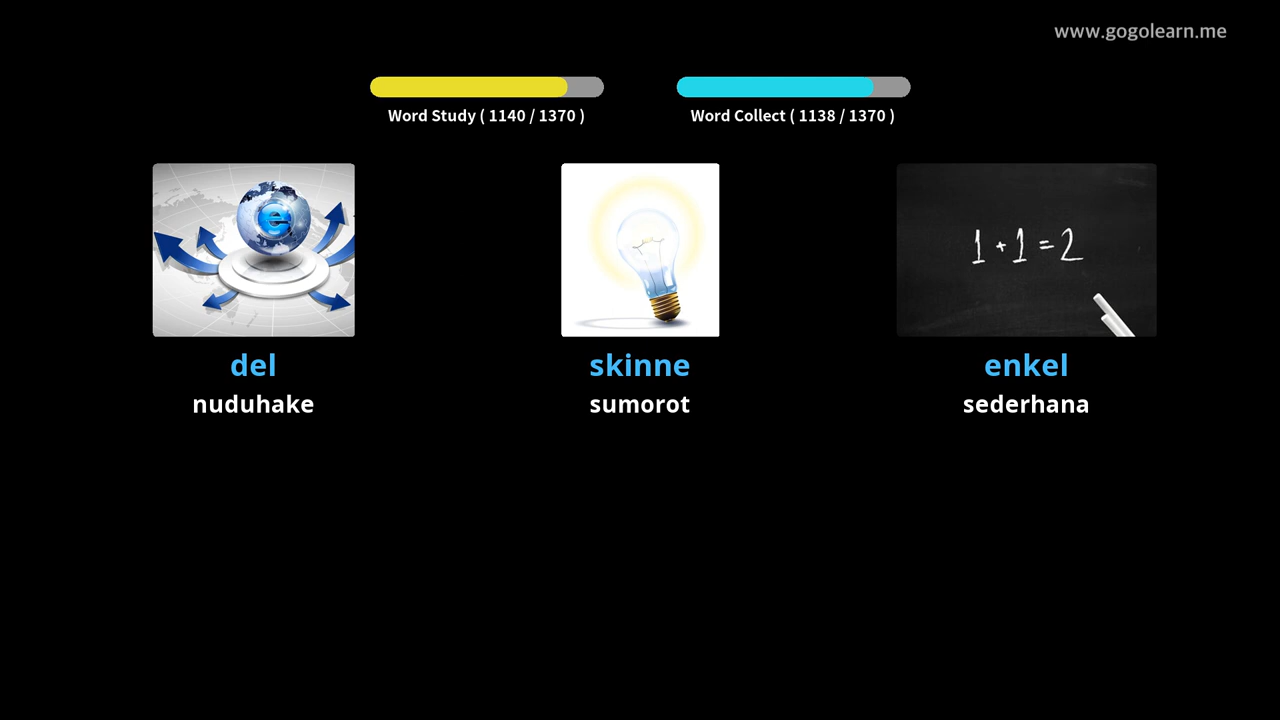 www.gogolearn.me
Word Study ( 1140 / 1370 )
Word Collect ( 1138 / 1370 )
e
1 + 1 = 2
del
skinne
enkel
nuduhake
sumorot
sederhana